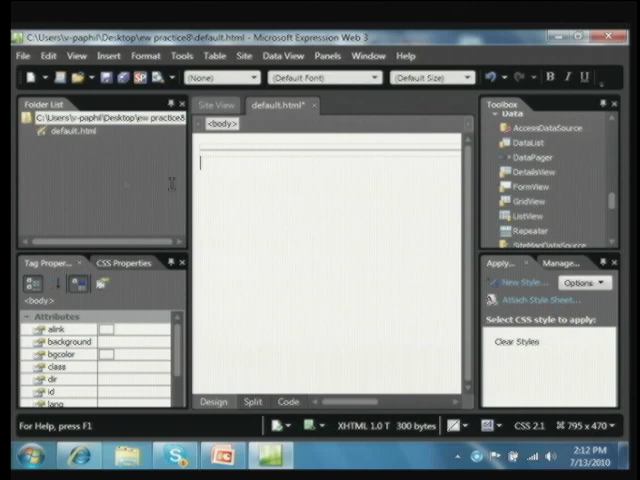 C:\Users\v-paphil\Desktop\ew practice8\default.html - Microsoft Expression Web 3
File Edit View Insert Format Tools Table Site Data View Panels Window Help
(None) (Default Font) (Default Size) B I U
Folder List
C:\Users\v-paphil\Desktop\ew practice8
default.html
Site View default.html*
<body>
Toolbox
Data
AccessDataSource
DataList
DataPager
DetailsView
FormView
GridView
ListView
Repeater
SiteMapDataSource
Tag Proper... CSS Properties
<body>
Attributes
alink
background
bgcolor
class
dir
id
lang
Apply... Manage...
New Style... Options
Attach Style Sheet...
Select CSS style to apply:
Clear Styles
Design Split Code
For Help, press F1
XHTML 1.0 T 300 bytes CSS 2.1 795 x 470
2:12 PM
7/13/2010